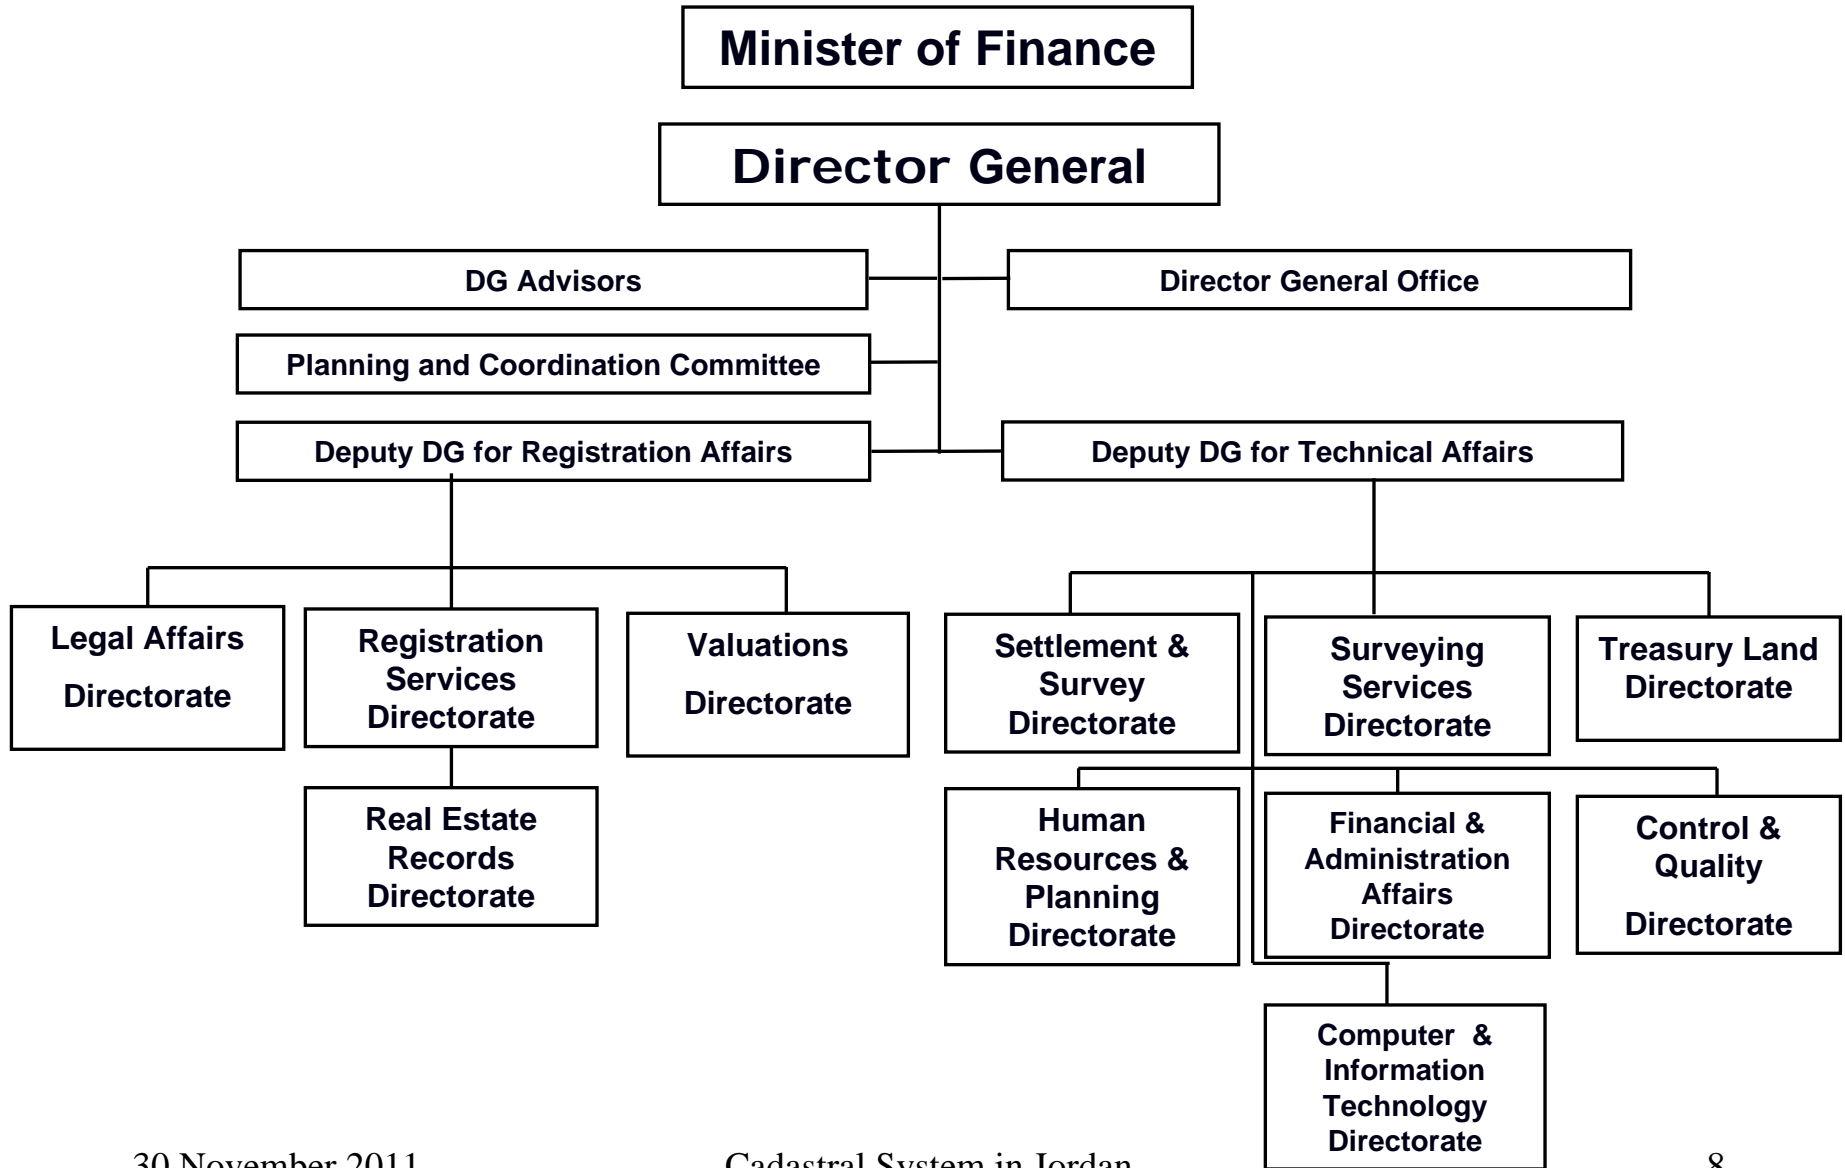 Minister of Finance
Director General
DG Advisors
Director General Office
Planning and Coordination Committee
Deputy DG for Registration Affairs
Deputy DG for Technical Affairs
Legal Affairs
Directorate
Registration
Services
Directorate
Valuations
Directorate
Settlement &
Survey
Directorate
Surveying
Services
Directorate
Treasury Land
Directorate
Real Estate
Records
Directorate
Human
Resources &
Planning
Directorate
Financial &
Administration
Affairs
Directorate
Control &
Quality
Directorate
Computer &
Information
Technology
Directorate
30 November 2011
Cadastral System in Jordan
8